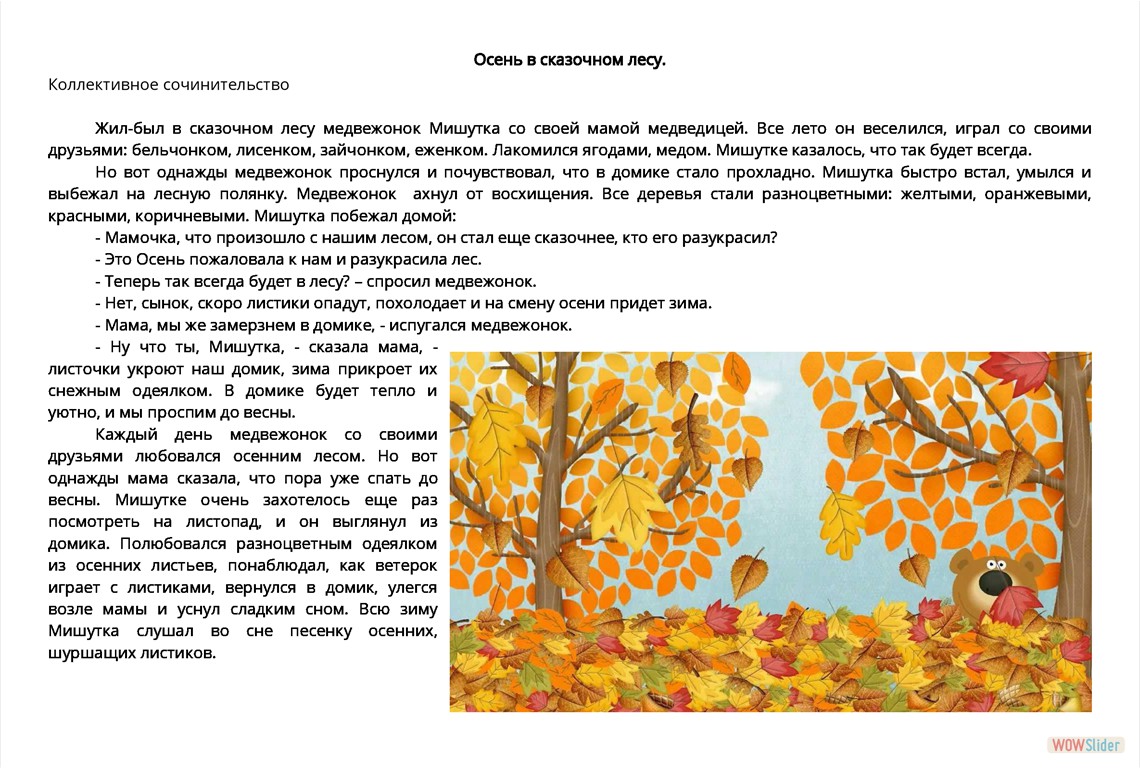 Осень в сказочном лесу.
Коллективное сочинительство
Жил-был в сказочном лесу медвежонок Мишутка со своей мамой медведицей. Все лето он веселился, играл со своими
друзьями: бельчонком, лисенком, зайчонком, еженком. Лакомился ягодами, медом. Мишутке казалось, что так будет всегда.
Но вот однажды медвежонок проснулся и почувствовал, что в домике стало прохладно. Мишутка быстро встал, умылся и
выбежал на лесную полянку. Медвежонок ахнул от восхищения. Все деревья стали разноцветными: желтыми, оранжевыми,
красными, коричневыми. Мишутка побежал домой:
- Мамочка, что произошло с нашим лесом, он стал еще сказочнее, кто его разукрасил?
- Это Осень пожаловала к нам и разукрасила лес.
- Теперь так всегда будет в лесу? – спросил медвежонок.
- Нет, сынок, скоро листики опадут, похолодает и на смену осени придет зима.
- Мама, мы же замерзнем в домике, - испугался медвежонок.
- Ну что ты, Мишутка, - сказала мама, -
листочки укроют наш домик, зима прикроет их
снежным одеялком. В домике будет тепло и
уютно, и мы проспим до весны.
Каждый день медвежонок со своими
друзьями любовался осенним лесом. Но вот
однажды мама сказала, что пора уже спать до
весны. Мишутке очень захотелось еще раз
посмотреть на листопад, и он выглянул из
домика. Полюбовался разноцветным одеялком
из осенних листьев, понаблюдал, как ветерок
играет с листиками, вернулся в домик, улегся
возле мамы и уснул сладким сном. Всю зиму
Мишутка слушал во сне песенку осенних,
шуршащих листиков.
WOWSlider